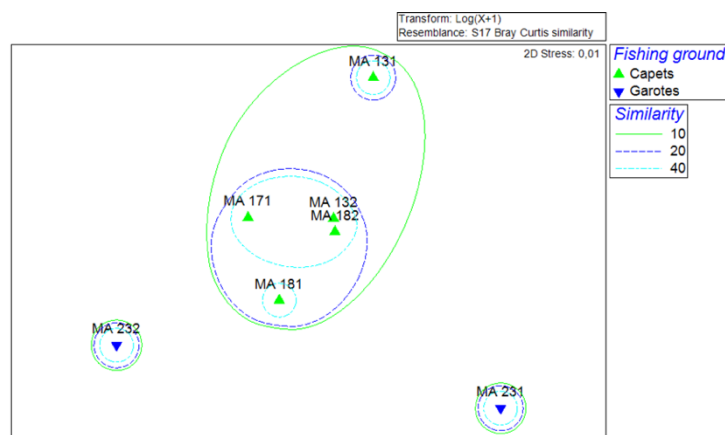 Transform: Log(X+1)
Resemblance: S17 Bray Curtis similarity
2D Stress: 0,01
Fishing ground
Capets
Garotes
Similarity
10
20
40
MA 131
MA 171
MA 132
MA 182
MA 181
MA 232
MA 231